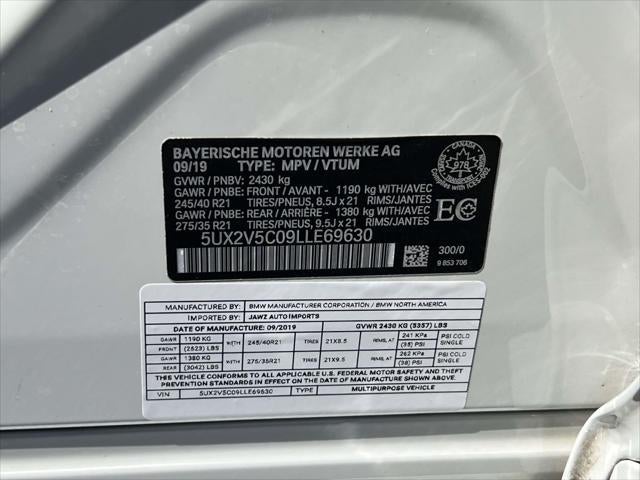 BAYERISCHE MOTOREN WERKE AG
09/19 TYPE: MPV / VTUM
GVWR / PNBV: 2430 kg
GAWR / PNBE: FRONT / AVANT - 1190 kg WITH/AVEC
245/40 R21 TIRES/PNEUS, 8.5J x 21 RIMS/JANTES
GAWR / PNBE: REAR / ARRIÈRE - 1380 kg WITH/AVEC
275/35 R21 TIRES/PNEUS, 9.5J x 21 RIMS/JANTES
5UX2V5C09LLE69630
CANADA
978
TRANSPORT
EC
300/0
9 853 706
MANUFACTURED BY: BMW MANUFACTURER CORPORATION / BMW NORTH AMERICA
IMPORTED BY: JAWZ AUTO IMPORTS
DATE OF MANUFACTURE: 09/2019 GVWR 2430 KG (5357) LBS
GAWR 1190 KG WITH 245/40R21 TIRES 21X8.5 RIMS, AT 241 KPA PSI COLD
FRONT (2623) LBS (35) PSI SINGLE
GAWR 1380 KG WITH 275/35R21 TIRES 21X9.5 RIMS, AT 262 KPA PSI COLD
REAR (3042) LBS (38) PSI SINGLE
THIS VEHICLE CONFORMS TO ALL APPLICABLE U.S. FEDERAL MOTOR SAFETY AND
THEFT PREVENTION STANDARDS IN EFFECT ON THE DATE OF MANUFACTURE.
VIN 5UX2V5C09LLE69630 TYPE MULTIPURPOSE VEHICLE